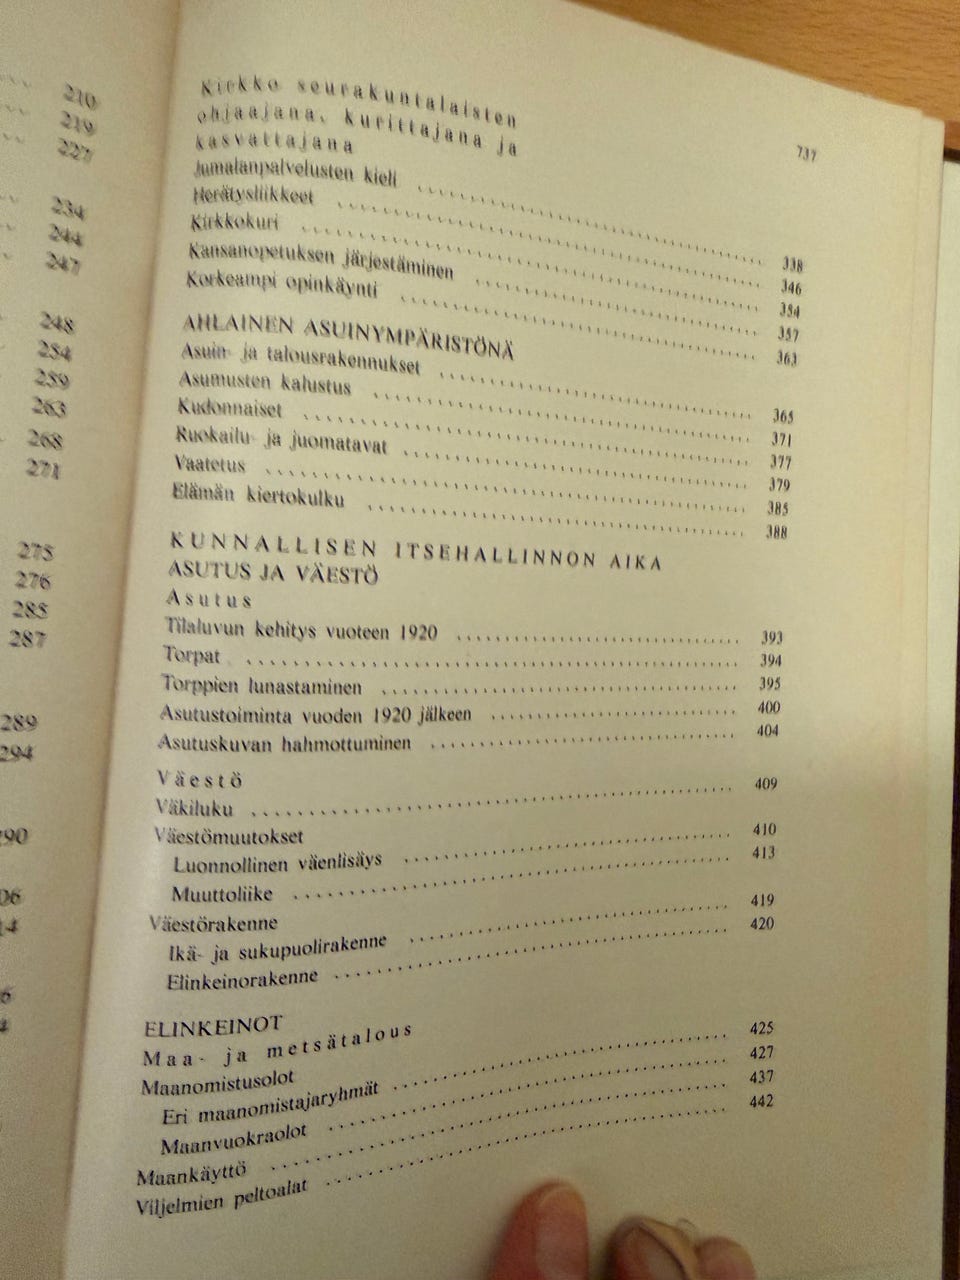 210
219
227
234
244
247
248
254
259
263
268
271
275
276
285
287
289
294
290
06
14
6
4
737
Kirkko seurakuntalaisten
ohjaajana, kurittajana ja
kasvattajana
Jumalanpalvelusten kieli 338
Herätysliikkeet 346
Kirkkokuri 354
Kansanopetuksen järjestäminen 357
Korkeampi opinkäynti 363
AHLAINEN ASUINYMPÄRISTÖNÄ
Asuin- ja talousrakennukset 365
Asumusten kalustus 371
Kudonnaiset 377
Ruokailu- ja juomatavat 379
Vaatetus 385
Elämän kiertokulku 388
KUNNALLISEN ITSEHALLINNON AIKA
ASUTUS JA VÄESTÖ
Asutus
Tilaluvun kehitys vuoteen 1920 393
Torpat 394
Torppien lunastaminen 395
Asutustoiminta vuoden 1920 jälkeen 400
Asutuskuvan hahmottuminen 404
Väestö
Väkiluku 409
Väestömuutokset
Luonnollinen väenlisäys 410
Muuttoliike 413
Väestörakenne
Ikä- ja sukupuolirakenne 419
Elinkeinorakenne 420
ELINKEINOT
Maa- ja metsätalous
Maanomistusolot
Eri maanomistajaryhmät 425
Maanvuokraolot 427
Maankäyttö 437
Viljelmien peltoalat 442